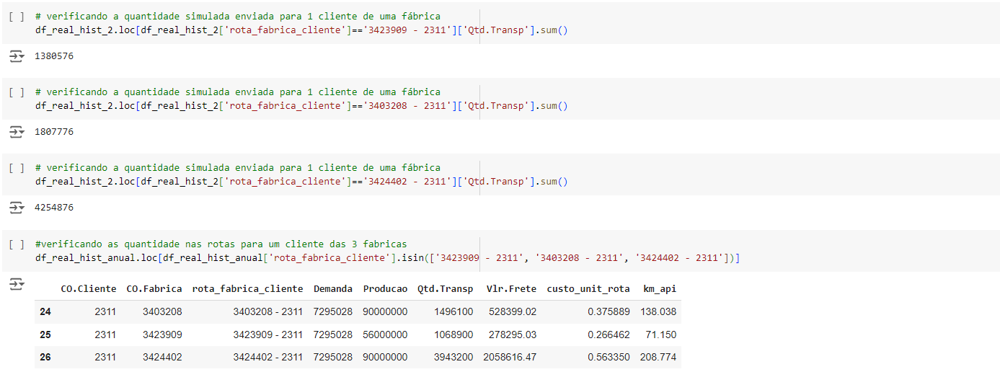 [ ] # verificando a quantidade simulada enviada para 1 cliente de uma fábrica
df_real_hist_2.loc[df_real_hist_2['rota_fabrica_cliente']=='3423909 - 2311']['Qtd.Transp'].sum()
1380576
[ ] # verificando a quantidade simulada enviada para 1 cliente de uma fábrica
df_real_hist_2.loc[df_real_hist_2['rota_fabrica_cliente']=='3403208 - 2311']['Qtd.Transp'].sum()
1807776
[ ] # verificando a quantidade simulada enviada para 1 cliente de uma fábrica
df_real_hist_2.loc[df_real_hist_2['rota_fabrica_cliente']=='3424402 - 2311']['Qtd.Transp'].sum()
4254876
[ ] #verificando as quantidade nas rotas para um cliente das 3 fabricas
df_real_hist_anual.loc[df_real_hist_anual['rota_fabrica_cliente'].isin(['3423909 - 2311', '3403208 - 2311', '3424402 - 2311'])]
CO.Cliente CO.Fabrica rota_fabrica_cliente Demanda Producao Qtd.Transp Vlr.Frete custo_unit_rota km_api
24 2311 3403208 3403208 - 2311 7295028 90000000 1496100 528399.02 0.375889 138.038
25 2311 3423909 3423909 - 2311 7295028 56000000 1068900 278295.03 0.266462 71.150
26 2311 3424402 3424402 - 2311 7295028 90000000 3943200 2058616.47 0.563350 208.774